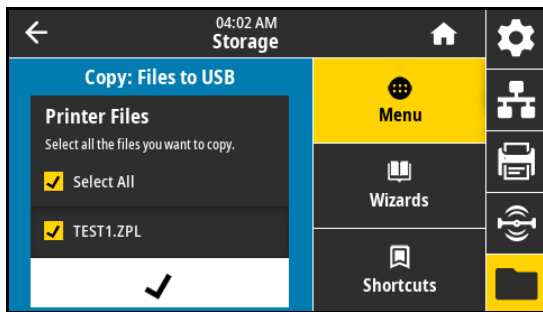 04:02 AM
Storage
Copy: Files to USB
Printer Files
Select all the files you want to copy.
Select All
TEST1.ZPL
Menu
Wizards
Shortcuts